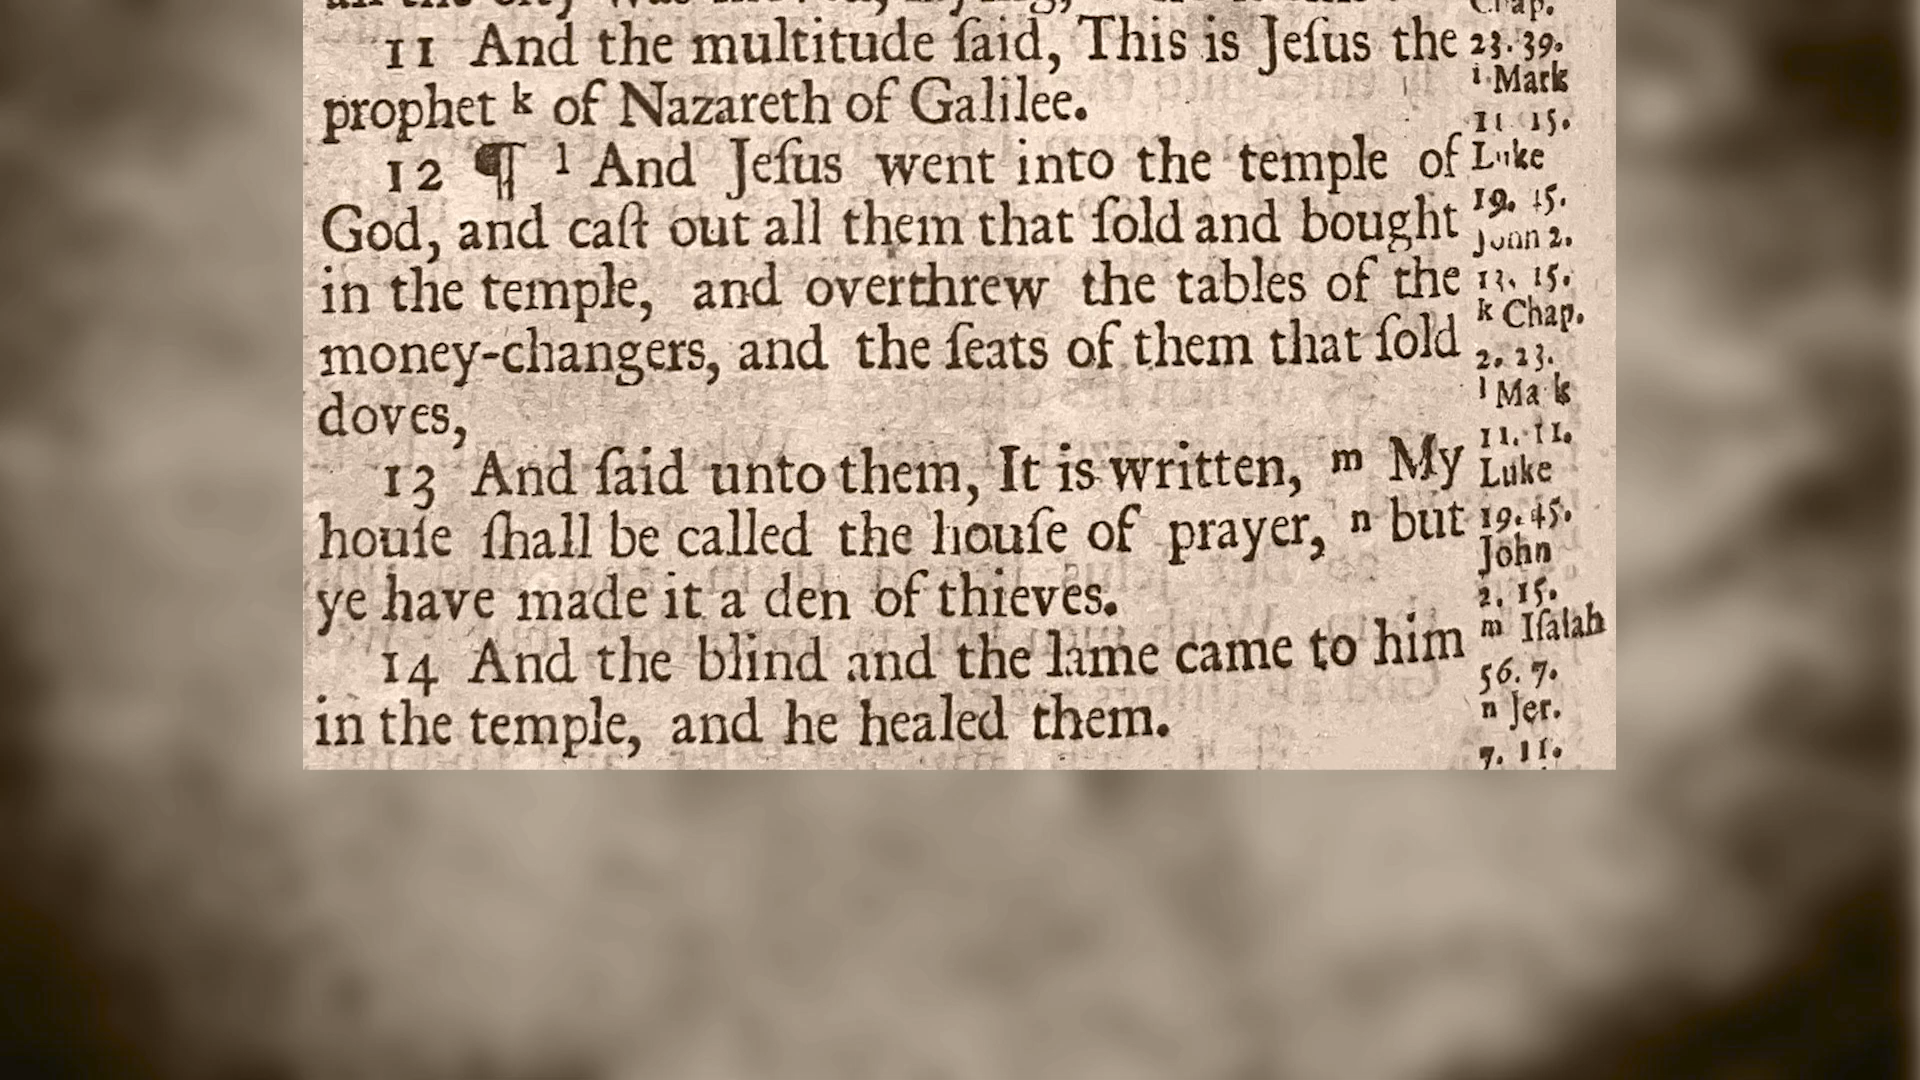 11 And the multitude ſaid, This is Jeſus the
prophet k of Nazareth of Galilee.
12 ¶ l And Jeſus went into the temple of
God, and caſt out all them that ſold and bought
in the temple, and overthrew the tables of the
money-changers, and the ſeats of them that ſold
doves,
13 And ſaid unto them, It is written, m My
houſe ſhall be called the houſe of prayer, n but
ye have made it a den of thieves.
14 And the blind and the lame came to him
in the temple, and he healed them.
Chap.
23. 39.
i Mark
11. 15.
Luke
19. 45.
John 2.
13. 15.
k Chap.
2. 23.
l Mark
11. 11.
Luke
19. 45.
John
2. 15.
m Iſaiah
56. 7.
n Jer.
7. 11.